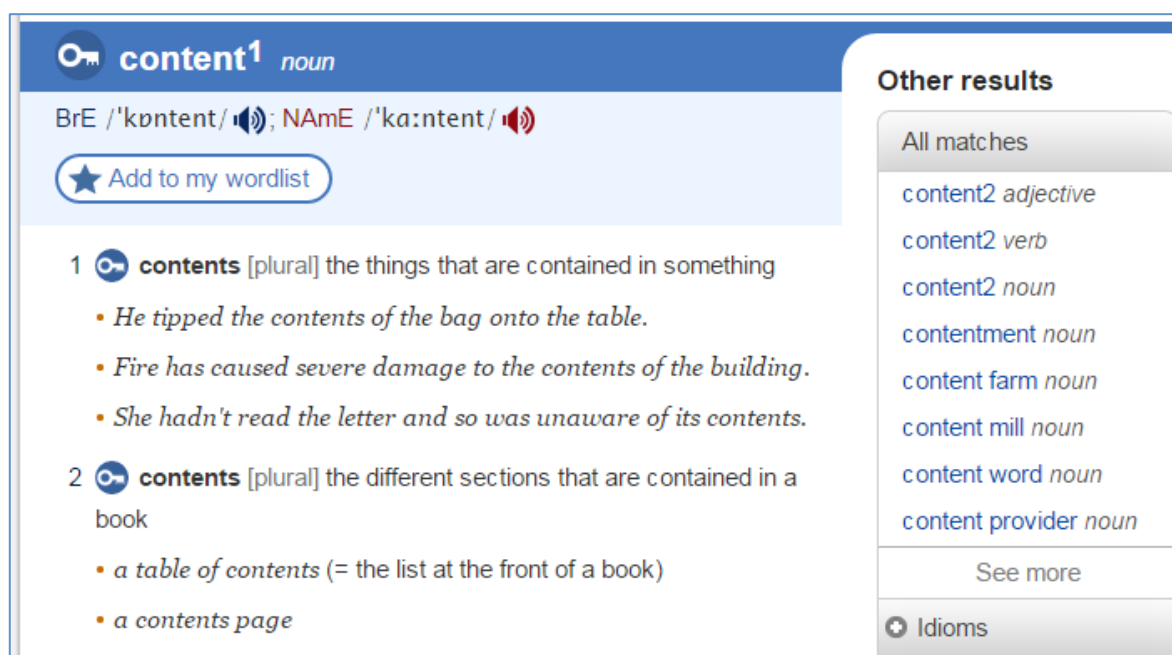 content1 noun
BrE /ˈkɒntent/; NAmE /ˈkɑːntent/
Add to my wordlist
1 contents [plural] the things that are contained in something
• He tipped the contents of the bag onto the table.
• Fire has caused severe damage to the contents of the building.
• She hadn't read the letter and so was unaware of its contents.
2 contents [plural] the different sections that are contained in a
book
• a table of contents (= the list at the front of a book)
• a contents page
Other results
All matches
content2 adjective
content2 verb
content2 noun
contentment noun
content farm noun
content mill noun
content word noun
content provider noun
See more
Idioms